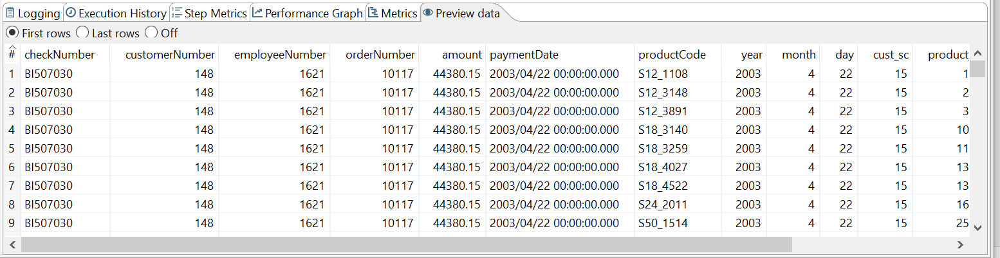 Logging Execution History Step Metrics Performance Graph Metrics Preview data
First rows Last rows Off
# checkNumber customerNumber employeeNumber orderNumber amount paymentDate productCode year month day cust_sc product_
1 BI507030 148 1621 10117 44380.15 2003/04/22 00:00:00.000 S12_1108 2003 4 22 15 1
2 BI507030 148 1621 10117 44380.15 2003/04/22 00:00:00.000 S12_3148 2003 4 22 15 2
3 BI507030 148 1621 10117 44380.15 2003/04/22 00:00:00.000 S12_3891 2003 4 22 15 3
4 BI507030 148 1621 10117 44380.15 2003/04/22 00:00:00.000 S18_3140 2003 4 22 15 10
5 BI507030 148 1621 10117 44380.15 2003/04/22 00:00:00.000 S18_3259 2003 4 22 15 11
6 BI507030 148 1621 10117 44380.15 2003/04/22 00:00:00.000 S18_4027 2003 4 22 15 13
7 BI507030 148 1621 10117 44380.15 2003/04/22 00:00:00.000 S18_4522 2003 4 22 15 13
8 BI507030 148 1621 10117 44380.15 2003/04/22 00:00:00.000 S24_2011 2003 4 22 15 16
9 BI507030 148 1621 10117 44380.15 2003/04/22 00:00:00.000 S50_1514 2003 4 22 15 25